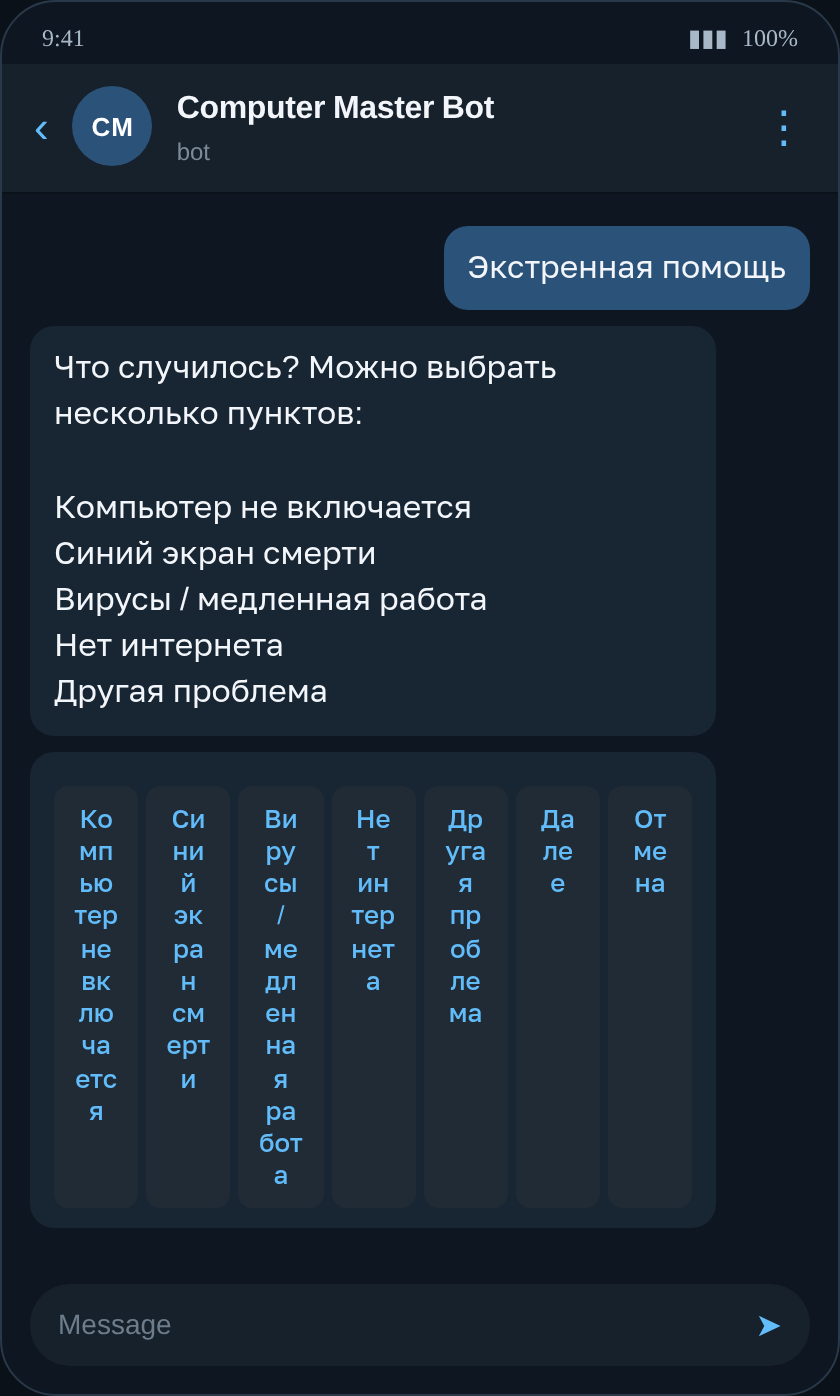 9:41
100%
‹
CM
Computer Master Bot
bot
⋮
Экстренная помощь
Что случилось? Можно выбрать
несколько пунктов:
Компьютер не включается
Синий экран смерти
Вирусы / медленная работа
Нет интернета
Другая проблема
Ко
мп
ью
тер
не
вк
лю
ча
етс
я
Си
ни
й
эк
ра
н
см
ерт
и
Ви
ру
сы
/
ме
дл
ен
на
я
ра
бот
а
Не
т
ин
тер
нет
а
Др
уга
я
пр
об
ле
ма
Да
ле
е
От
ме
на
Message